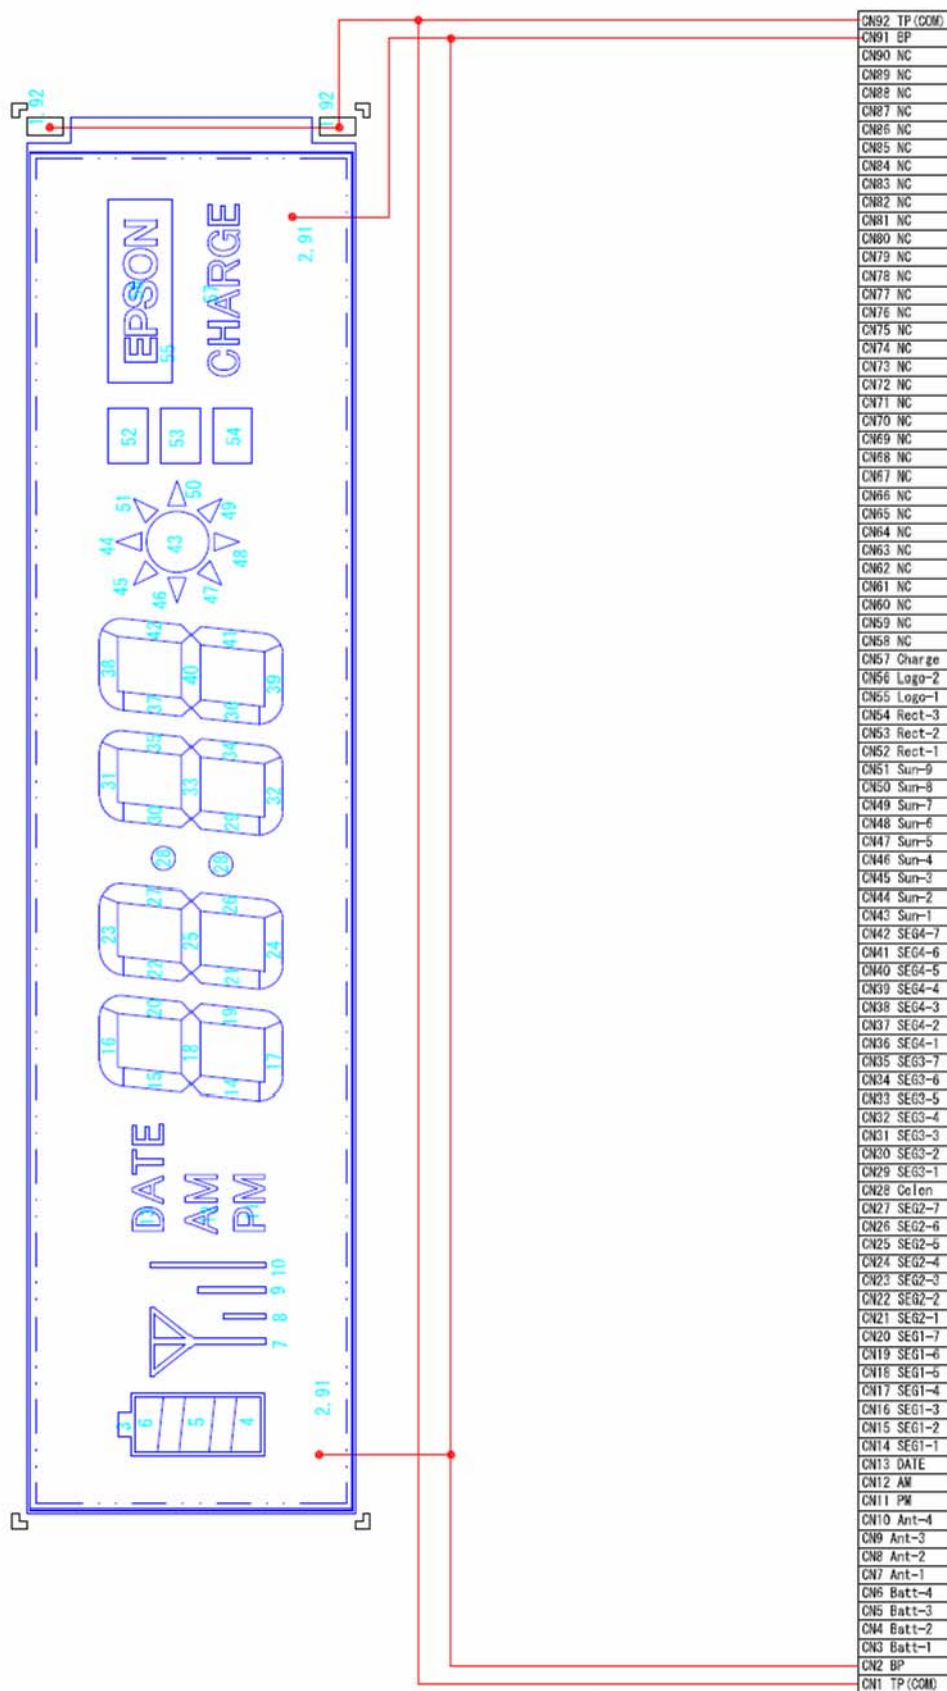 CN92 TP(COM)
CN91 BP
CN90 NC
CN89 NC
CN88 NC
CN87 NC
CN86 NC
CN85 NC
CN84 NC
CN83 NC
CN82 NC
CN81 NC
CN80 NC
CN79 NC
CN78 NC
CN77 NC
CN76 NC
CN75 NC
CN74 NC
CN73 NC
CN72 NC
CN71 NC
CN70 NC
CN69 NC
CN68 NC
CN67 NC
CN66 NC
CN65 NC
CN64 NC
CN63 NC
CN62 NC
CN61 NC
CN60 NC
CN59 NC
CN58 NC
CN57 Charge
CN56 Logo-2
CN55 Logo-1
CN54 Rect-3
CN53 Rect-2
CN52 Rect-1
CN51 Sun-9
CN50 Sun-8
CN49 Sun-7
CN48 Sun-6
CN47 Sun-5
CN46 Sun-4
CN45 Sun-3
CN44 Sun-2
CN43 Sun-1
CN42 SEG4-7
CN41 SEG4-6
CN40 SEG4-5
CN39 SEG4-4
CN38 SEG4-3
CN37 SEG4-2
CN36 SEG4-1
CN35 SEG3-7
CN34 SEG3-6
CN33 SEG3-5
CN32 SEG3-4
CN31 SEG3-3
CN30 SEG3-2
CN29 SEG3-1
CN28 Colon
CN27 SEG2-7
CN26 SEG2-6
CN25 SEG2-5
CN24 SEG2-4
CN23 SEG2-3
CN22 SEG2-2
CN21 SEG2-1
CN20 SEG1-7
CN19 SEG1-6
CN18 SEG1-5
CN17 SEG1-4
CN16 SEG1-3
CN15 SEG1-2
CN14 SEG1-1
CN13 DATE
CN12 AM
CN11 PM
CN10 Ant-4
CN9 Ant-3
CN8 Ant-2
CN7 Ant-1
CN6 Batt-4
CN5 Batt-3
CN4 Batt-2
CN3 Batt-1
CN2 BP
CN1 TP(COM)
1, 92
1, 92
2, 91
EPSON
55
CHARGE
57
52
53
54
51
50
49
44
43
48
45
46
47
38
42
41
37
40
36
39
31
35
34
30
33
29
32
28
28
23
27
26
22
25
21
24
16
20
19
15
18
14
17
DATE
13
AM
PM
10
9
8
7
2, 91
3
6
5
4